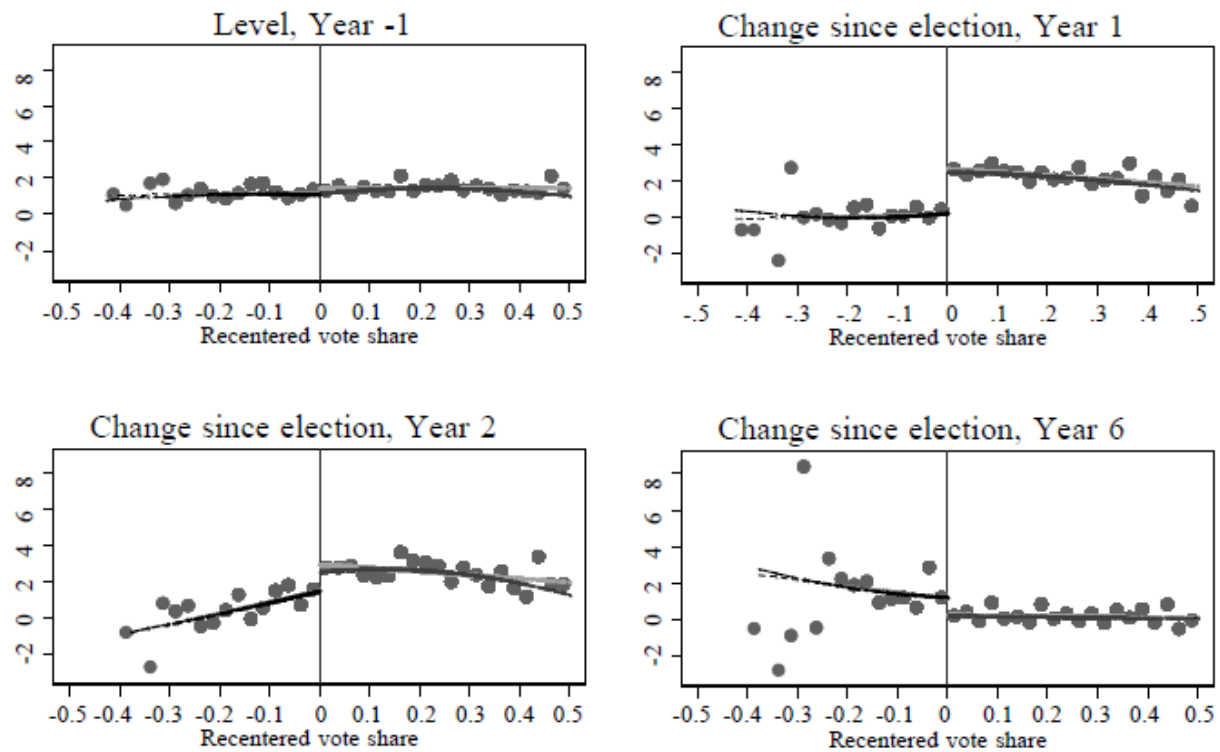 Level, Year -1
8
6
4
2
0
-2
-0.5 -0.4 -0.3 -0.2 -0.1 0 0.1 0.2 0.3 0.4 0.5
Recentered vote share
Change since election, Year 1
8
6
4
2
0
-2
-.5 -.4 -.3 -.2 -.1 0 .1 .2 .3 .4 .5
Recentered vote share
Change since election, Year 2
8
6
4
2
0
-2
-0.5 -0.4 -0.3 -0.2 -0.1 0 0.1 0.2 0.3 0.4 0.5
Recentered vote share
Change since election, Year 6
8
6
4
2
0
-2
-0.5 -0.4 -0.3 -0.2 -0.1 0 0.1 0.2 0.3 0.4 0.5
Recentered vote share